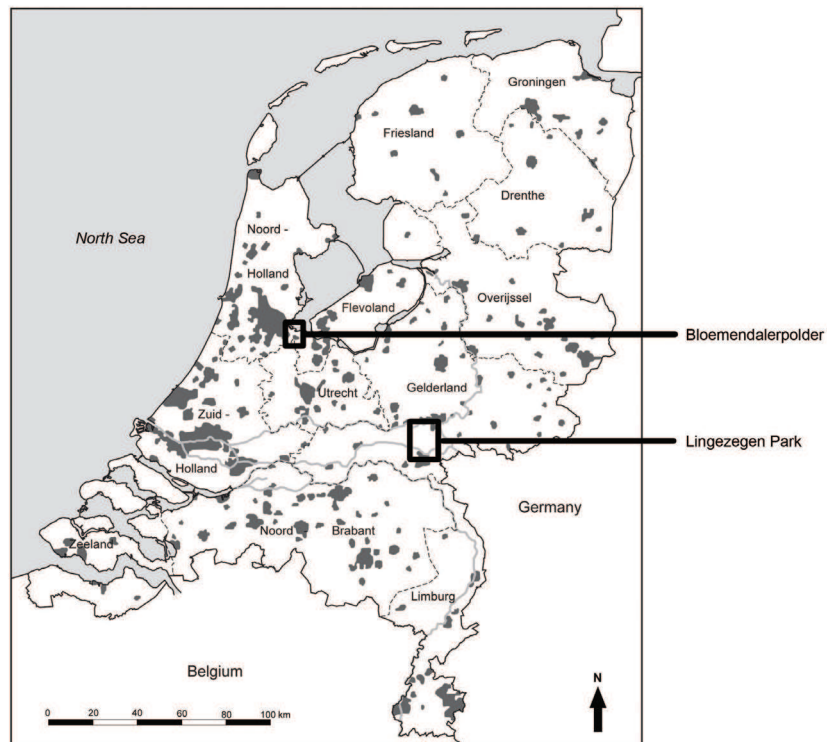 Groningen
Friesland
Drenthe
North Sea
Noord -
Holland
Flevoland
Overijssel
Bloemendalerpolder
Utrecht
Gelderland
Zuid -
Holland
Lingezegen Park
Germany
Noord - Brabant
Zeeland
Limburg
Belgium
N
0 20 40 60 80 100 km